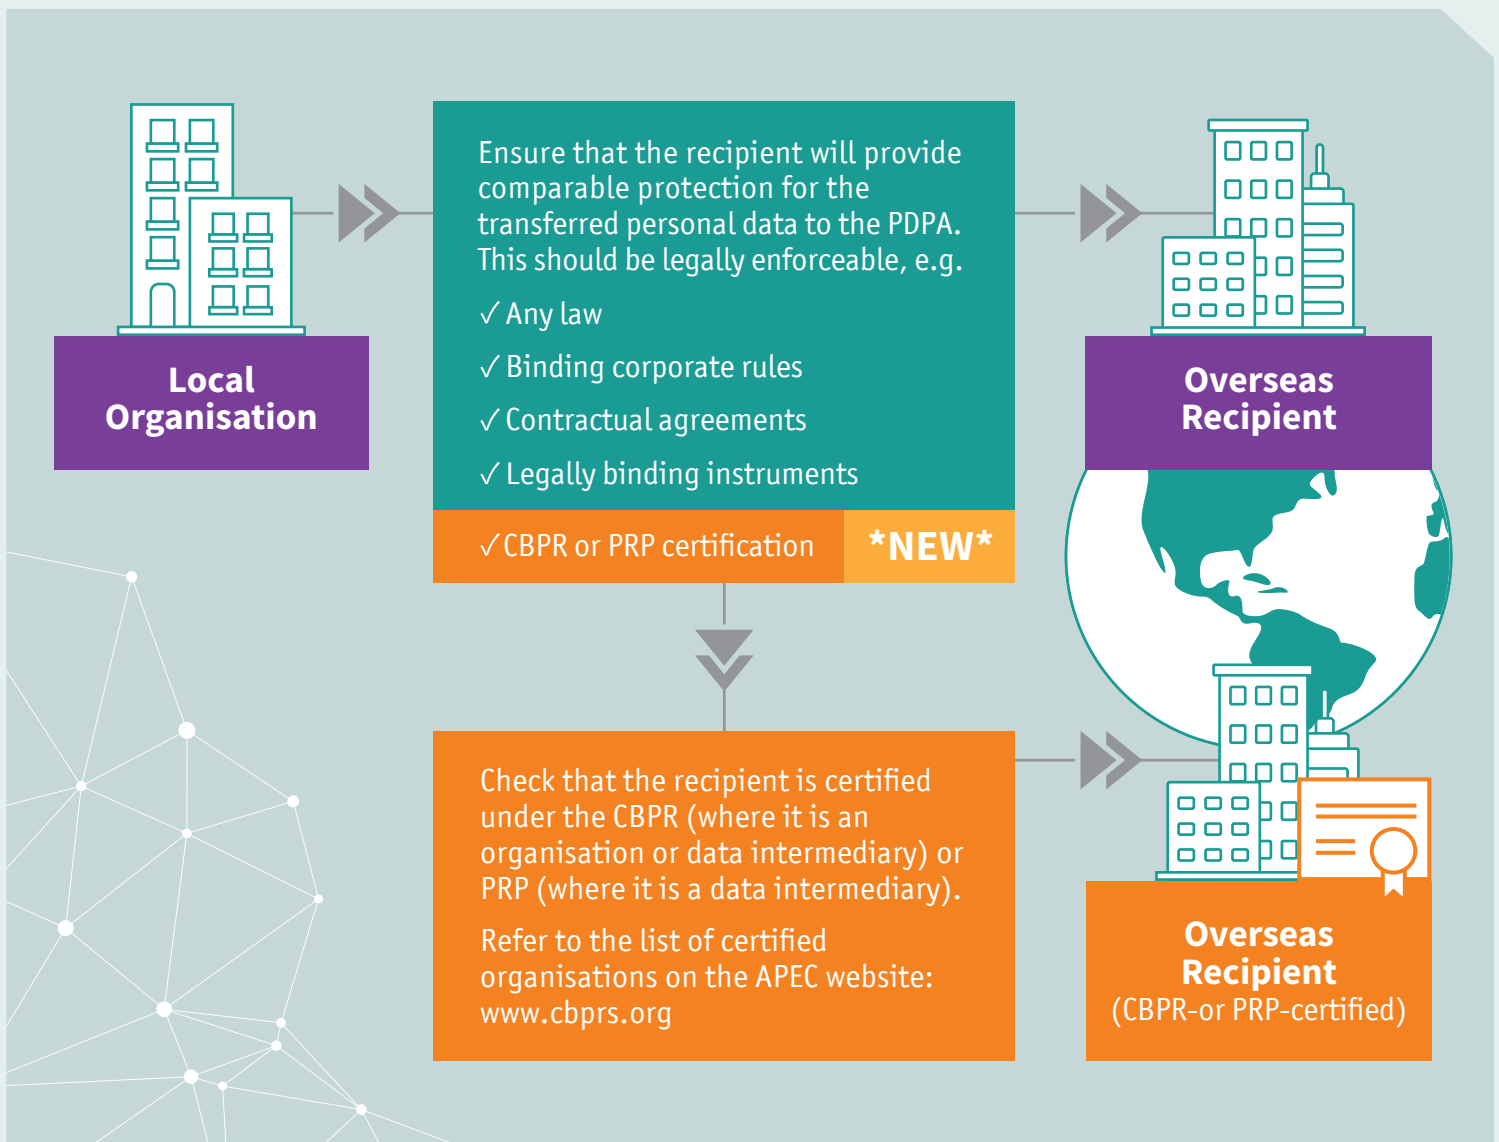 Local
Organisation
Ensure that the recipient will provide
comparable protection for the
transferred personal data to the PDPA.
This should be legally enforceable, e.g.
✓ Any law
✓ Binding corporate rules
✓ Contractual agreements
✓ Legally binding instruments
✓ CBPR or PRP certification
*NEW*
Overseas
Recipient
Check that the recipient is certified
under the CBPR (where it is an
organisation or data intermediary) or
PRP (where it is a data intermediary).
Refer to the list of certified
organisations on the APEC website:
www.cbprs.org
Overseas
Recipient
(CBPR-or PRP-certified)